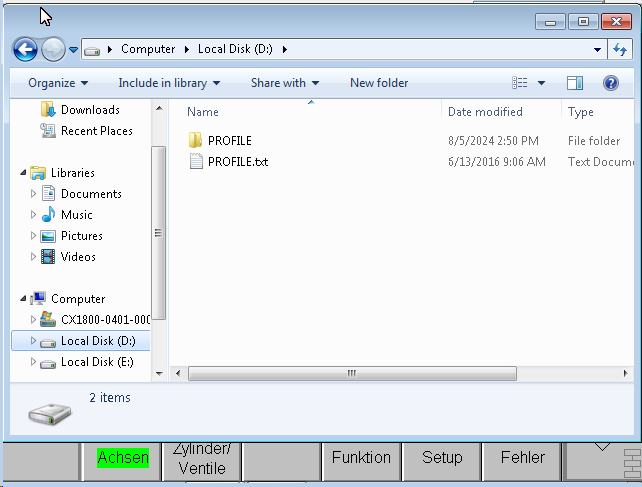 Computer Local Disk (D:)
Organize Include in library Share with New folder
Downloads
Recent Places
Libraries
Documents
Music
Pictures
Videos
Computer
CX1800-0401-000
Local Disk (D:)
Local Disk (E:)
Name Date modified Type
PROFILE 8/5/2024 2:50 PM File folder
PROFILE.txt 6/13/2016 9:06 AM Text Docum
2 items
Achsen
Zylinder/
Ventile
Funktion
Setup
Fehler